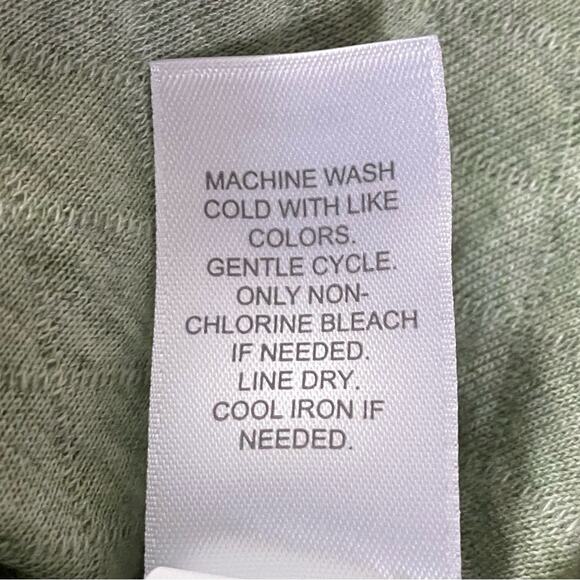 MACHINE WASH
COLD WITH LIKE
COLORS.
GENTLE CYCLE.
ONLY NON-
CHLORINE BLEACH
IF NEEDED.
LINE DRY.
COOL IRON IF
NEEDED.